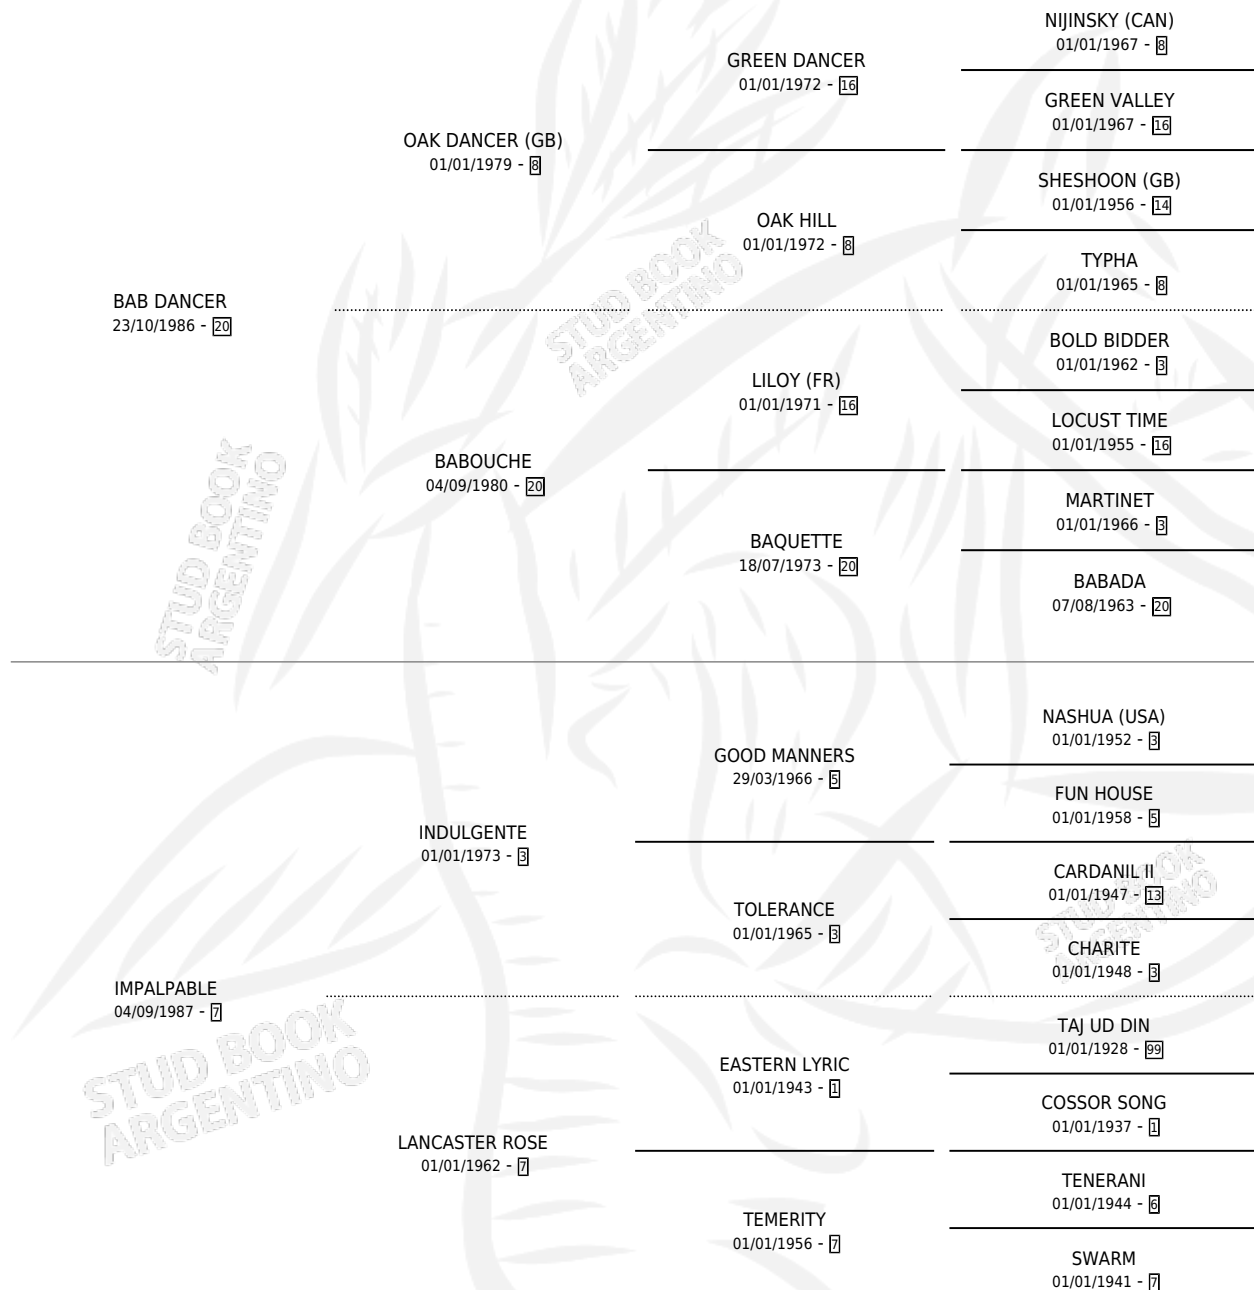 NIJINSKY (CAN)
01/01/1967 - 8
GREEN DANCER
01/01/1972 - 16
GREEN VALLEY
01/01/1967 - 16
OAK DANCER (GB)
01/01/1979 - 8
SHESHOON (GB)
01/01/1956 - 14
OAK HILL
01/01/1972 - 8
TYPHA
01/01/1965 - 8
BAB DANCER
23/10/1986 - 20
BOLD BIDDER
01/01/1962 - 3
LILOY (FR)
01/01/1971 - 16
LOCUST TIME
01/01/1955 - 16
BABOUCHE
04/09/1980 - 20
MARTINET
01/01/1966 - 3
BAQUETTE
18/07/1973 - 20
BABADA
07/08/1963 - 20
STUD BOOK
ARGENTINO
STUD BOOK
ARGENTINO
NASHUA (USA)
01/01/1952 - 3
GOOD MANNERS
29/03/1966 - 5
FUN HOUSE
01/01/1958 - 5
INDULGENTE
01/01/1973 - 3
CARDANIL II
01/01/1947 - 13
TOLERANCE
01/01/1965 - 3
CHARITE
01/01/1948 - 3
STUD BOOK
ARGENTINO
IMPALPABLE
04/09/1987 - 7
TAJ UD DIN
01/01/1928 - 99
EASTERN LYRIC
01/01/1943 - 1
COSSOR SONG
01/01/1937 - 1
STUD BOOK
ARGENTINO
LANCASTER ROSE
01/01/1962 - 7
TENERANI
01/01/1944 - 6
TEMERITY
01/01/1956 - 7
SWARM
01/01/1941 - 7